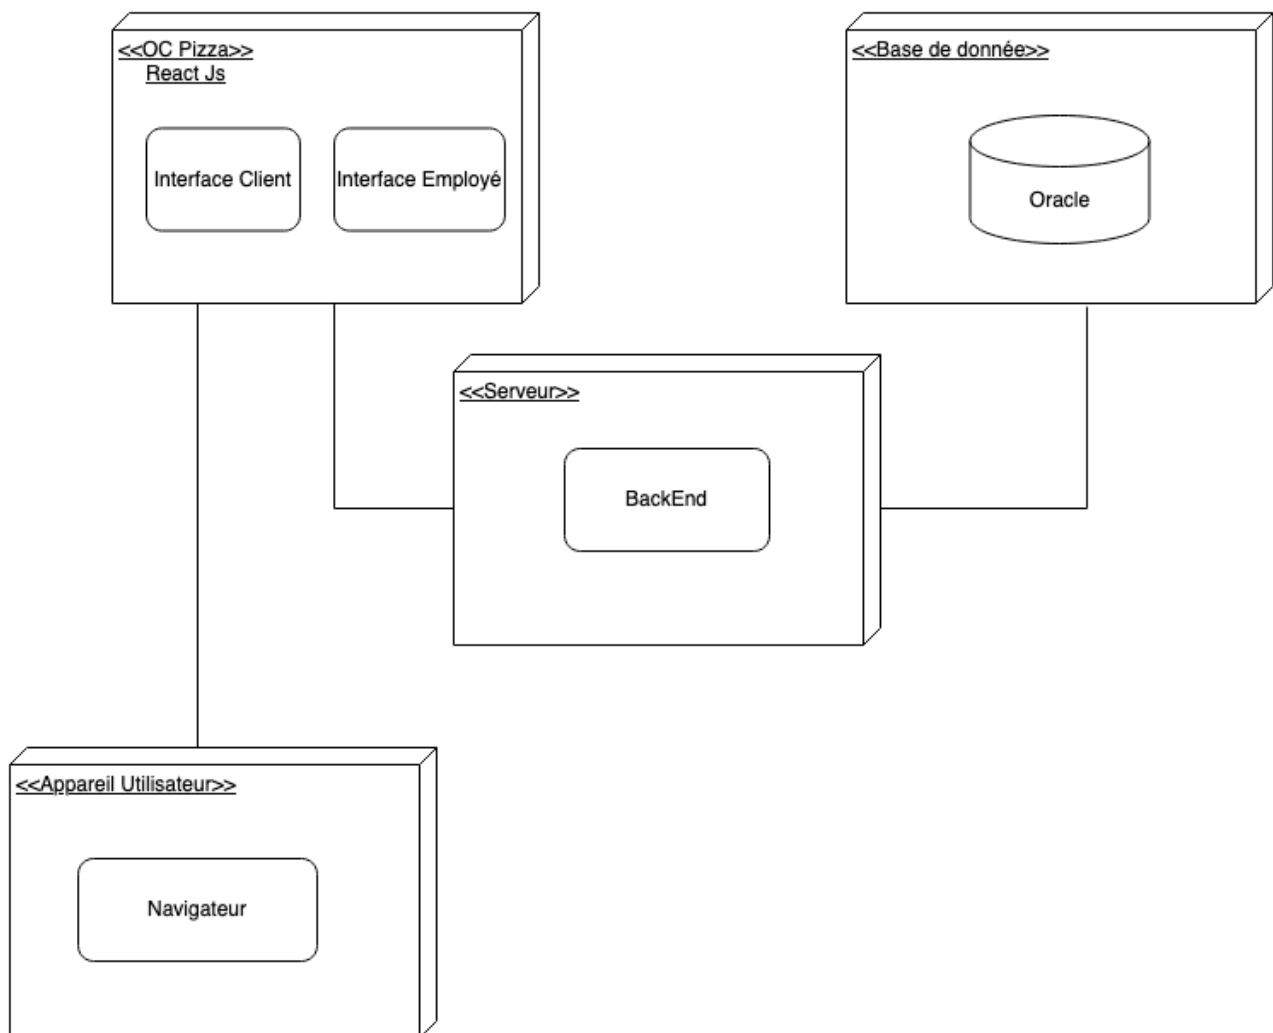 <<OC Pizza>>
React Js
Interface Client
Interface Employé
<<Base de donnée>>
Oracle
<<Serveur>>
BackEnd
<<Appareil Utilisateur>>
Navigateur